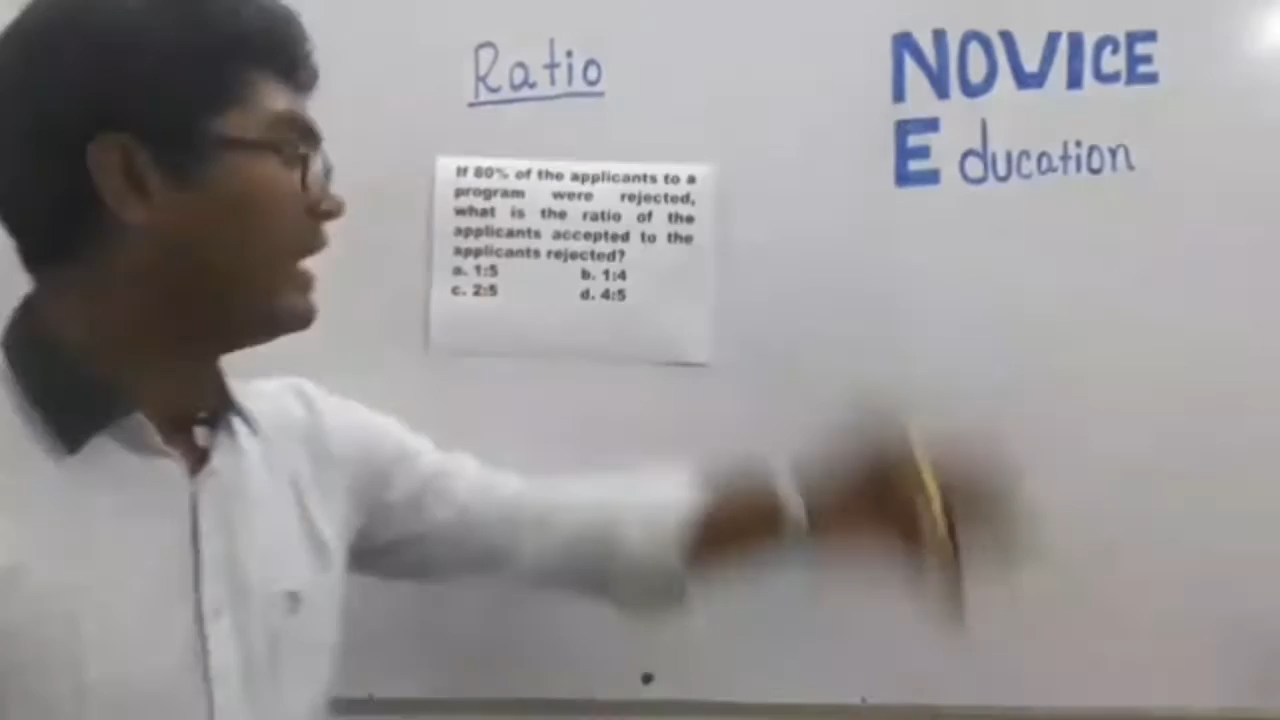 Ratio
NOVICE
Education
If 80% of the applicants to a
program were rejected,
what is the ratio of the
applicants accepted to the
applicants rejected?
a. 1:5 b. 1:4
c. 2:5 d. 4:5